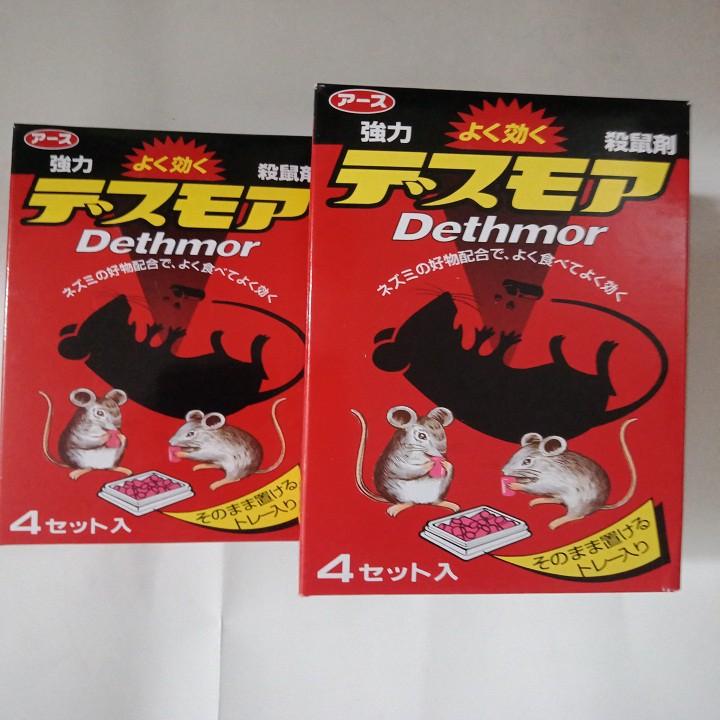 アース
強力
よく効く
殺鼠剤
デスモア
Dethmor
ネズミの好物配合で、よく食べてよく効く
そのまま置ける
トレー入り
4セット入
アース
強力
よく効く
殺鼠剤
デスモア
Dethmor
ネズミの好物配合で、よく食べてよく効く
そのまま置ける
トレー入り
4セット入